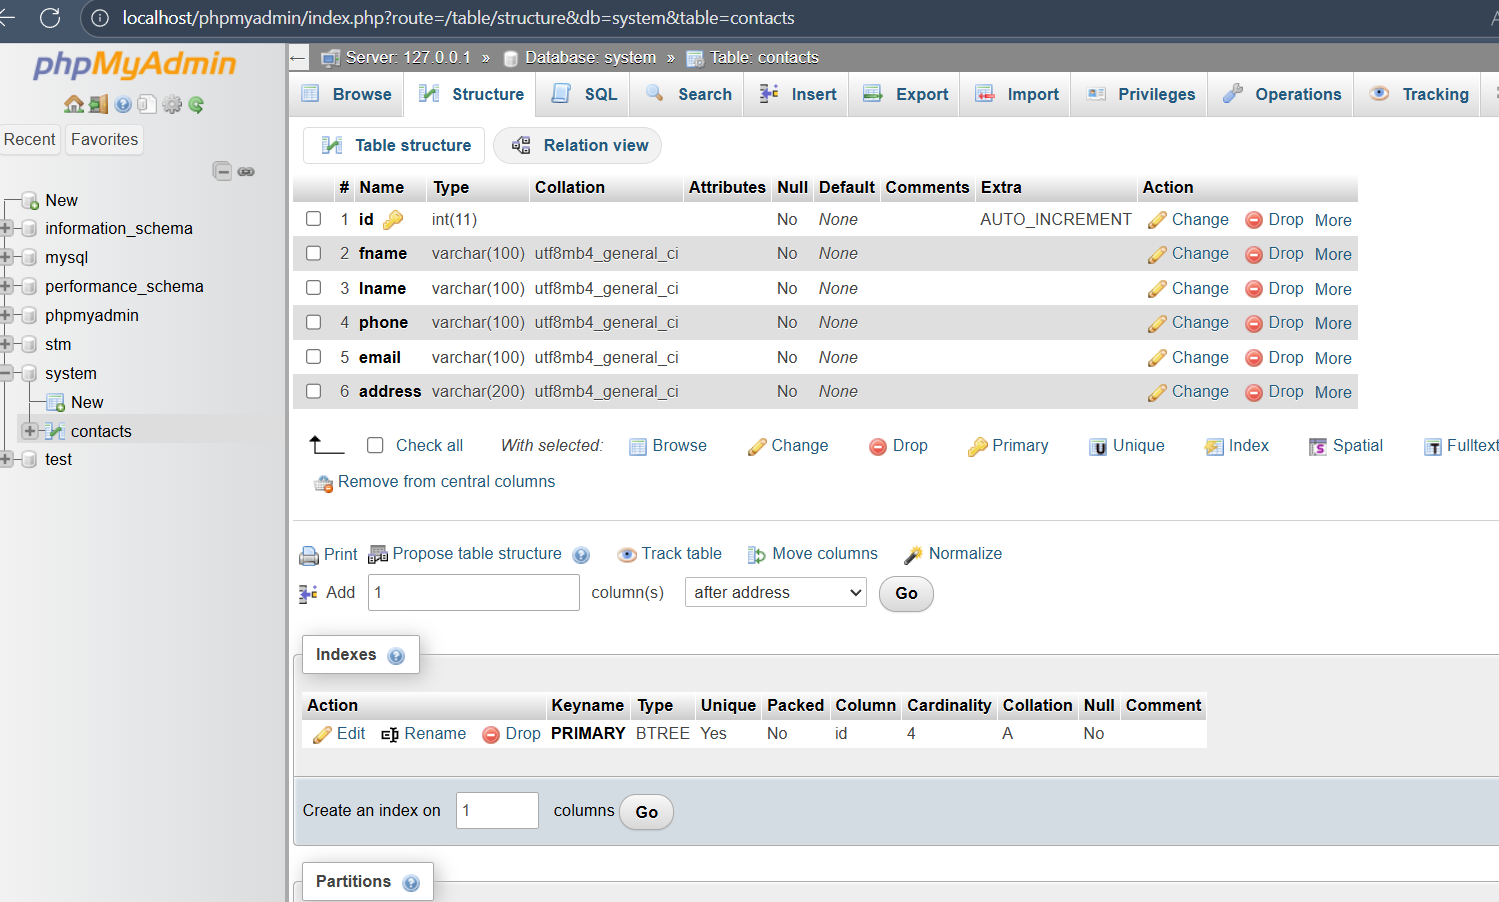 localhost/phpmyadmin/index.php?route=/table/structure&db=system&table=contacts
phpMyAdmin
Recent Favorites
New
information_schema
mysql
performance_schema
phpmyadmin
stm
system
New
contacts
test
Server: 127.0.0.1 » Database: system » Table: contacts
Browse Structure SQL Search Insert Export Import Privileges Operations Tracking
Table structure Relation view
# Name Type Collation Attributes Null Default Comments Extra Action
1 id int(11) No None AUTO_INCREMENT Change Drop More
2 fname varchar(100) utf8mb4_general_ci No None Change Drop More
3 lname varchar(100) utf8mb4_general_ci No None Change Drop More
4 phone varchar(100) utf8mb4_general_ci No None Change Drop More
5 email varchar(100) utf8mb4_general_ci No None Change Drop More
6 address varchar(200) utf8mb4_general_ci No None Change Drop More
Check all With selected: Browse Change Drop Primary Unique Index Spatial Fulltext
Remove from central columns
Print Propose table structure Track table Move columns Normalize
Add 1 column(s) after address Go
Indexes
Action Keyname Type Unique Packed Column Cardinality Collation Null Comment
Edit Rename Drop PRIMARY BTREE Yes No id 4 A No
Create an index on 1 columns Go
Partitions